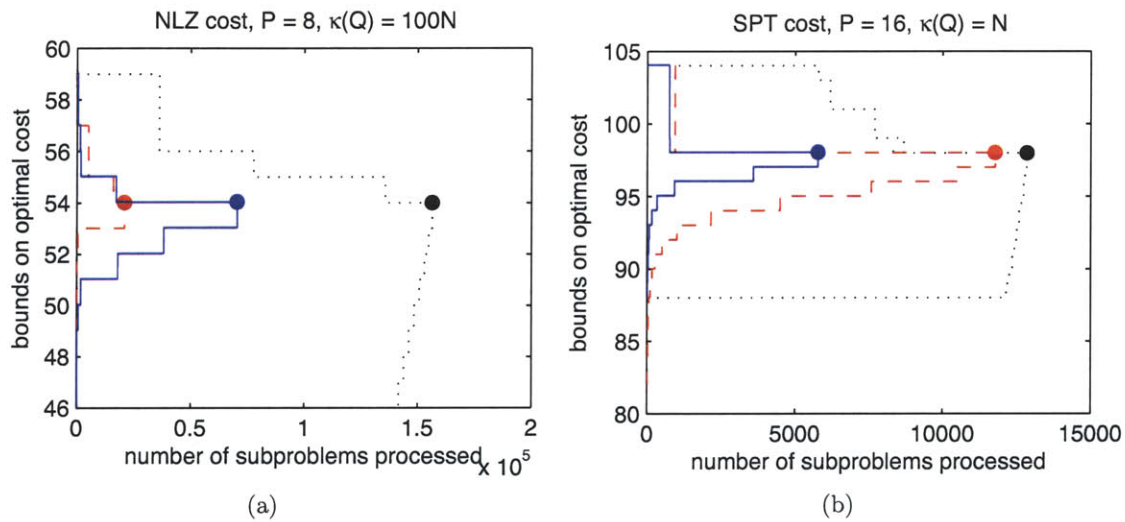 NLZ cost, P = 8, κ(Q) = 100N
60
58
56
54
52
50
48
46
bounds on optimal cost
0 0.5 1 1.5 2
number of subproblems processed x 10^5
(a)
SPT cost, P = 16, κ(Q) = N
105
100
95
90
85
80
bounds on optimal cost
0 5000 10000 15000
number of subproblems processed
(b)